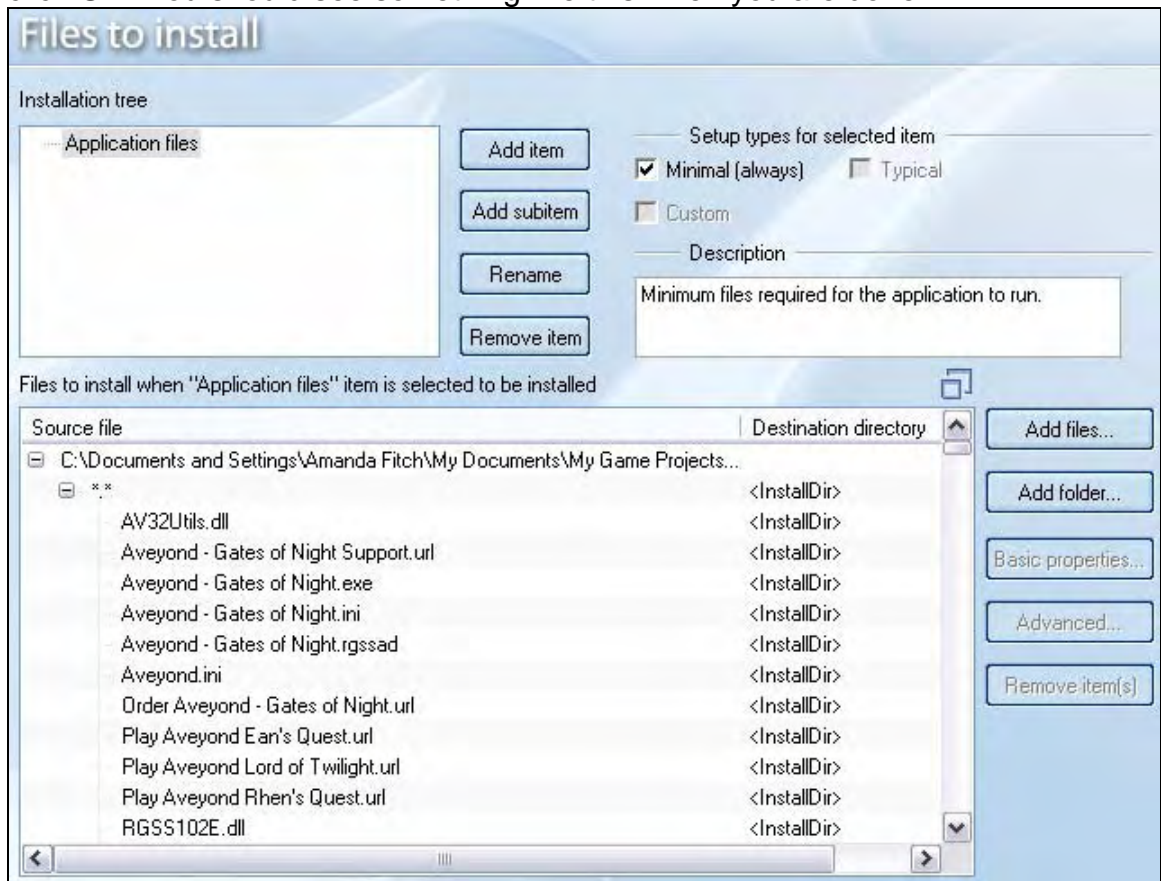 Files to install
Installation tree
Application files
Add item
Add subitem
Rename
Remove item
Setup types for selected item
Minimal (always) Typical
Custom
Description
Minimum files required for the application to run.
Files to install when "Application files" item is selected to be installed
Source file Destination directory
C:\Documents and Settings\Amanda Fitch\My Documents\My Game Projects...
*.* <InstallDir>
AV32Utils.dll <InstallDir>
Aveyond - Gates of Night Support.url <InstallDir>
Aveyond - Gates of Night.exe <InstallDir>
Aveyond - Gates of Night.ini <InstallDir>
Aveyond - Gates of Night.rgssad <InstallDir>
Aveyond.ini <InstallDir>
Order Aveyond - Gates of Night.url <InstallDir>
Play Aveyond Ean's Quest.url <InstallDir>
Play Aveyond Lord of Twilight.url <InstallDir>
Play Aveyond Rhen's Quest.url <InstallDir>
RGSS102E.dll <InstallDir>
Add files...
Add folder...
Basic properties...
Advanced...
Remove item(s)